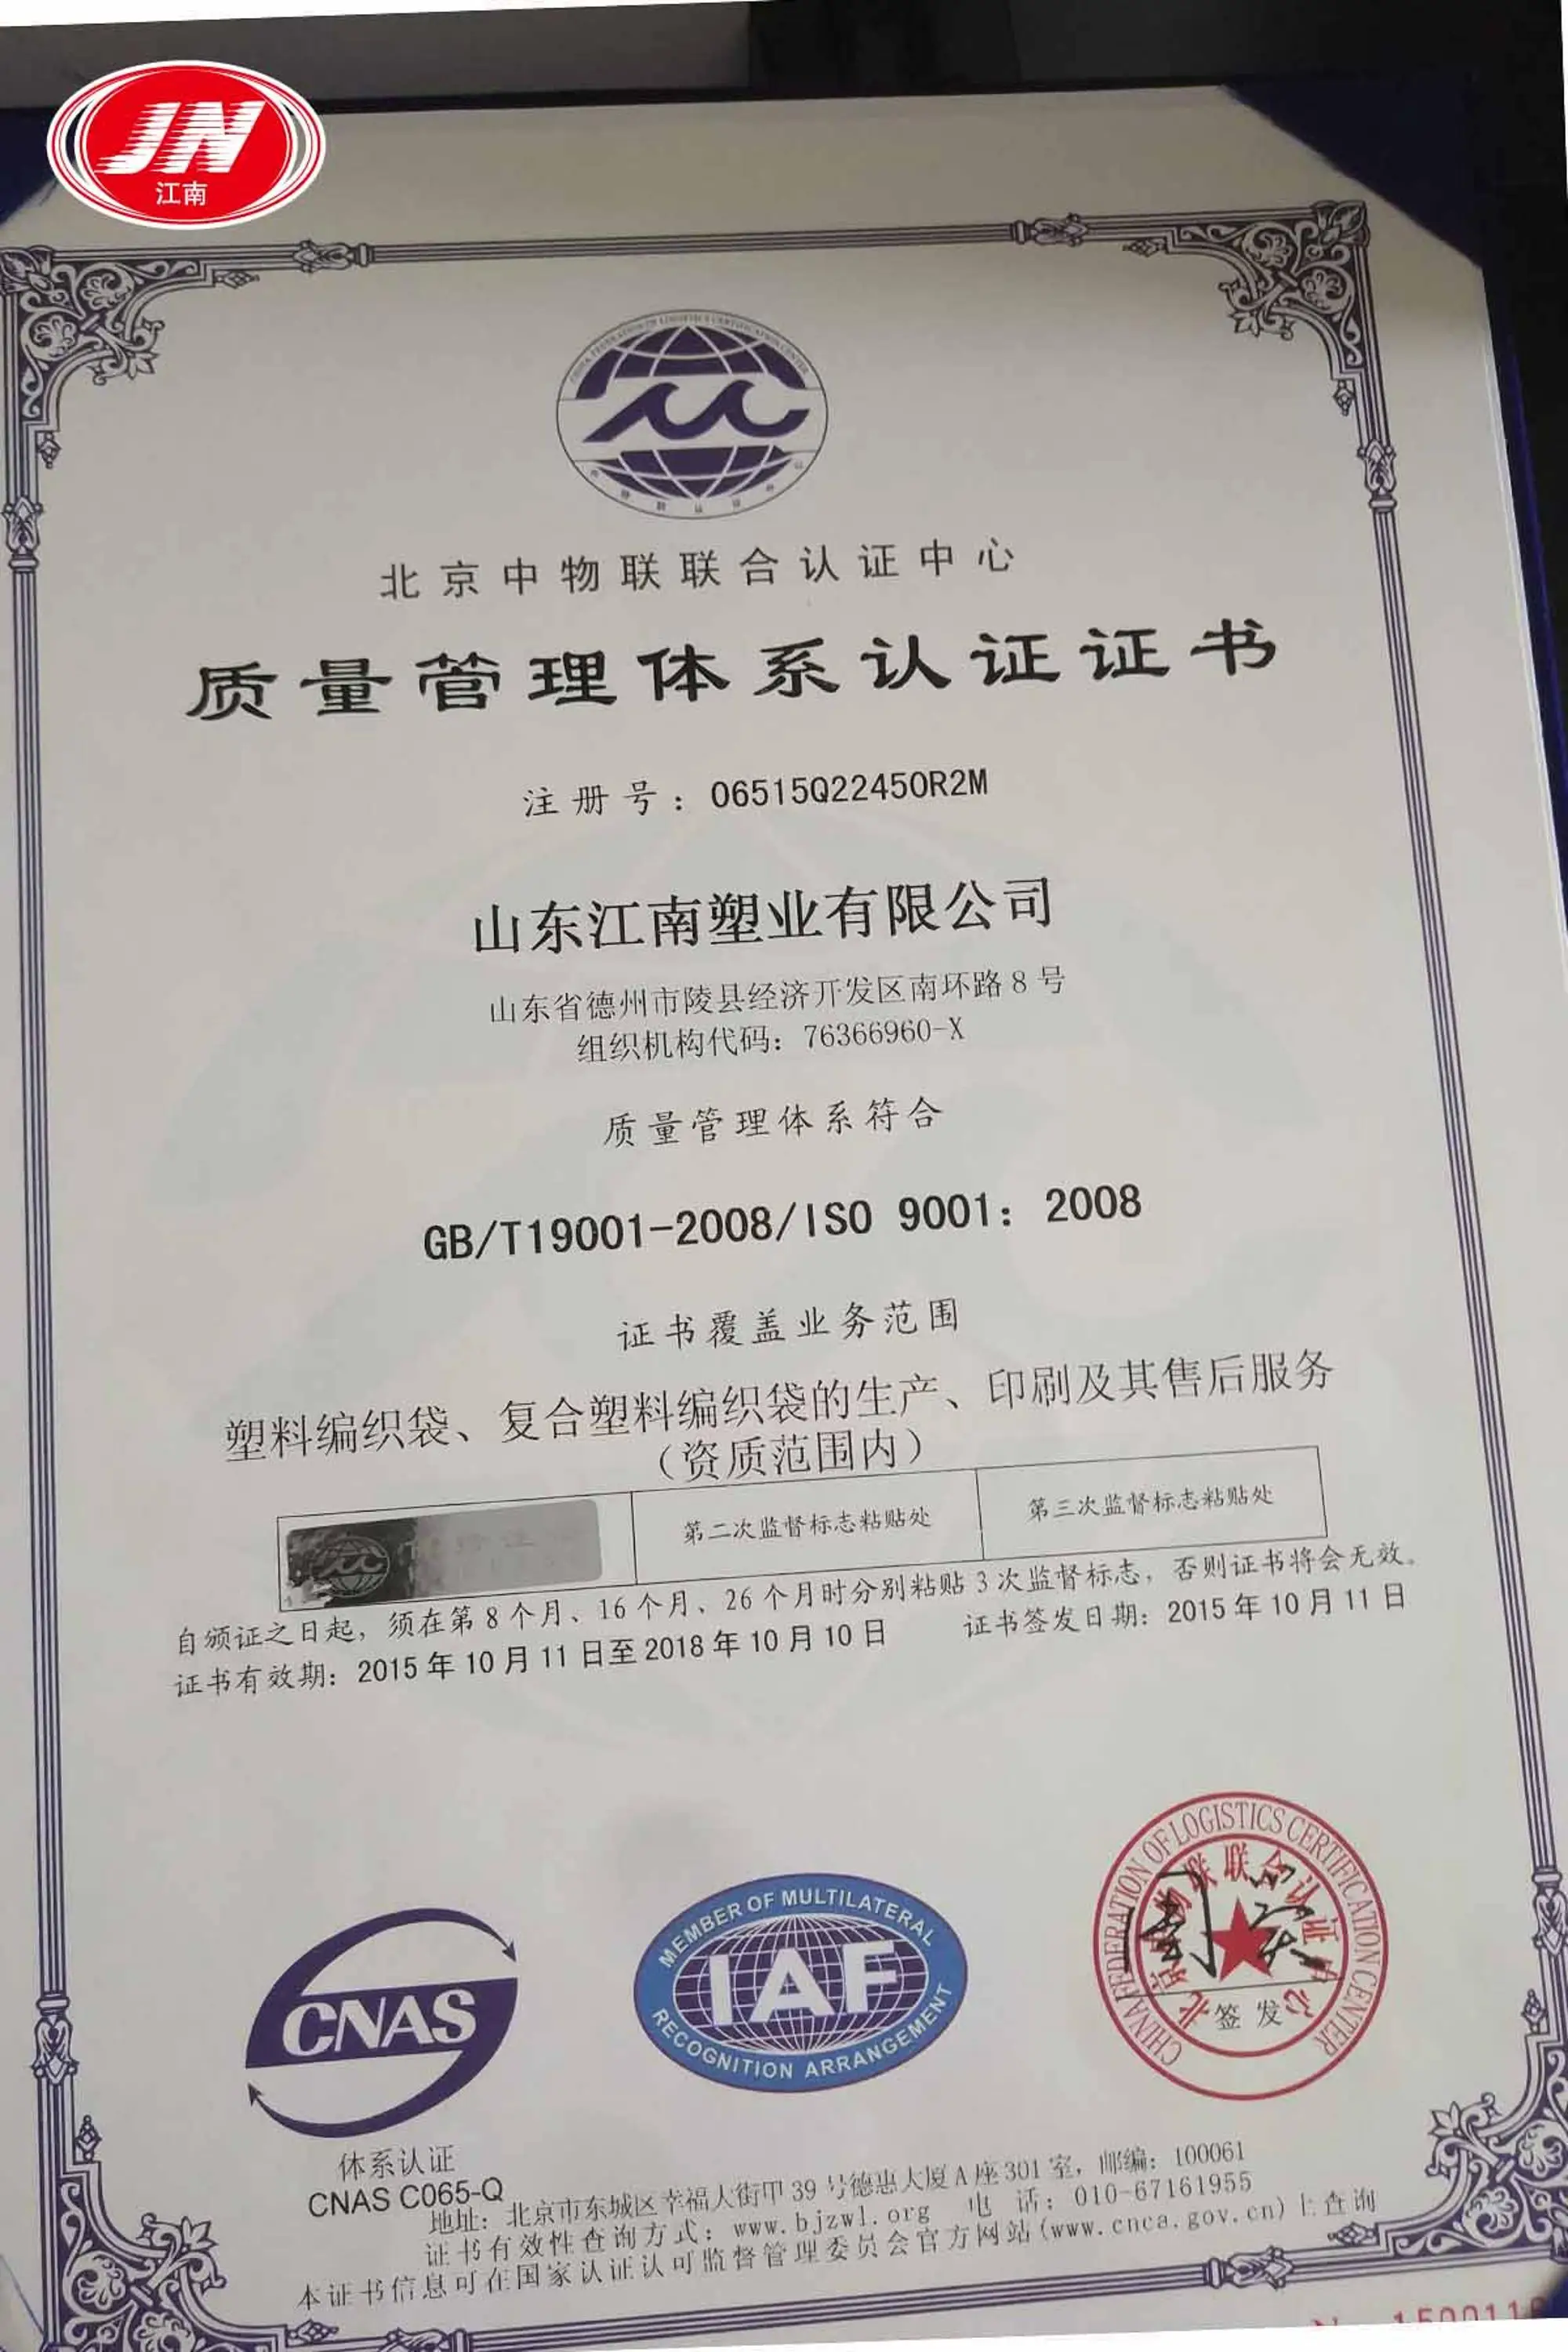 JN
江南
北京中物联联合认证中心
质量管理体系认证证书
注册号：06515Q22450R2M
山东江南塑业有限公司
山东省德州市陵县经济开发区南环路8号
组织机构代码：76366960-X
质量管理体系符合
GB/T19001-2008/ISO 9001：2008
证书覆盖业务范围
塑料编织袋、复合塑料编织袋的生产、印刷及其售后服务
（资质范围内）
第二次监督标志粘贴处
第三次监督标志粘贴处
自颁证之日起，须在第8个月、16个月、26个月时分别粘贴3次监督标志，否则证书将会无效。
证书有效期：2015年10月11日至2018年10月10日
证书签发日期：2015年10月11日
CNAS
体系认证
CNAS C065-Q
MEMBER OF MULTILATERAL
IAF
RECOGNITION ARRANGEMENT
CHINA FEDERATION OF LOGISTICS CERTIFICATION CENTER
北京中物联联合认证中心
签发
地址：北京市东城区幸福大街甲39号德惠大厦A座301室，邮编：100061
证书有效性查询方式：www.bjzwl.org 电 话：010-67161955
本证书信息可在国家认证认可监督管理委员会官方网站(www.cnca.gov.cn)上查询